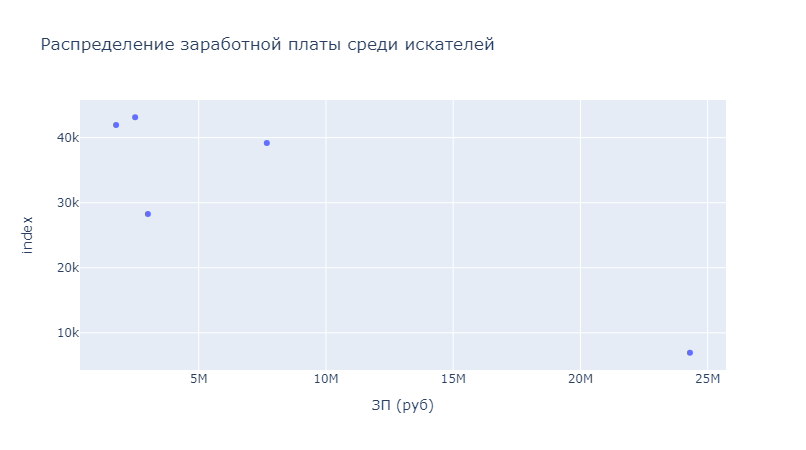 Распределение заработной платы среди искателей
40k
30k
20k
10k
index
5M
10M
15M
20M
25M
ЗП (руб)